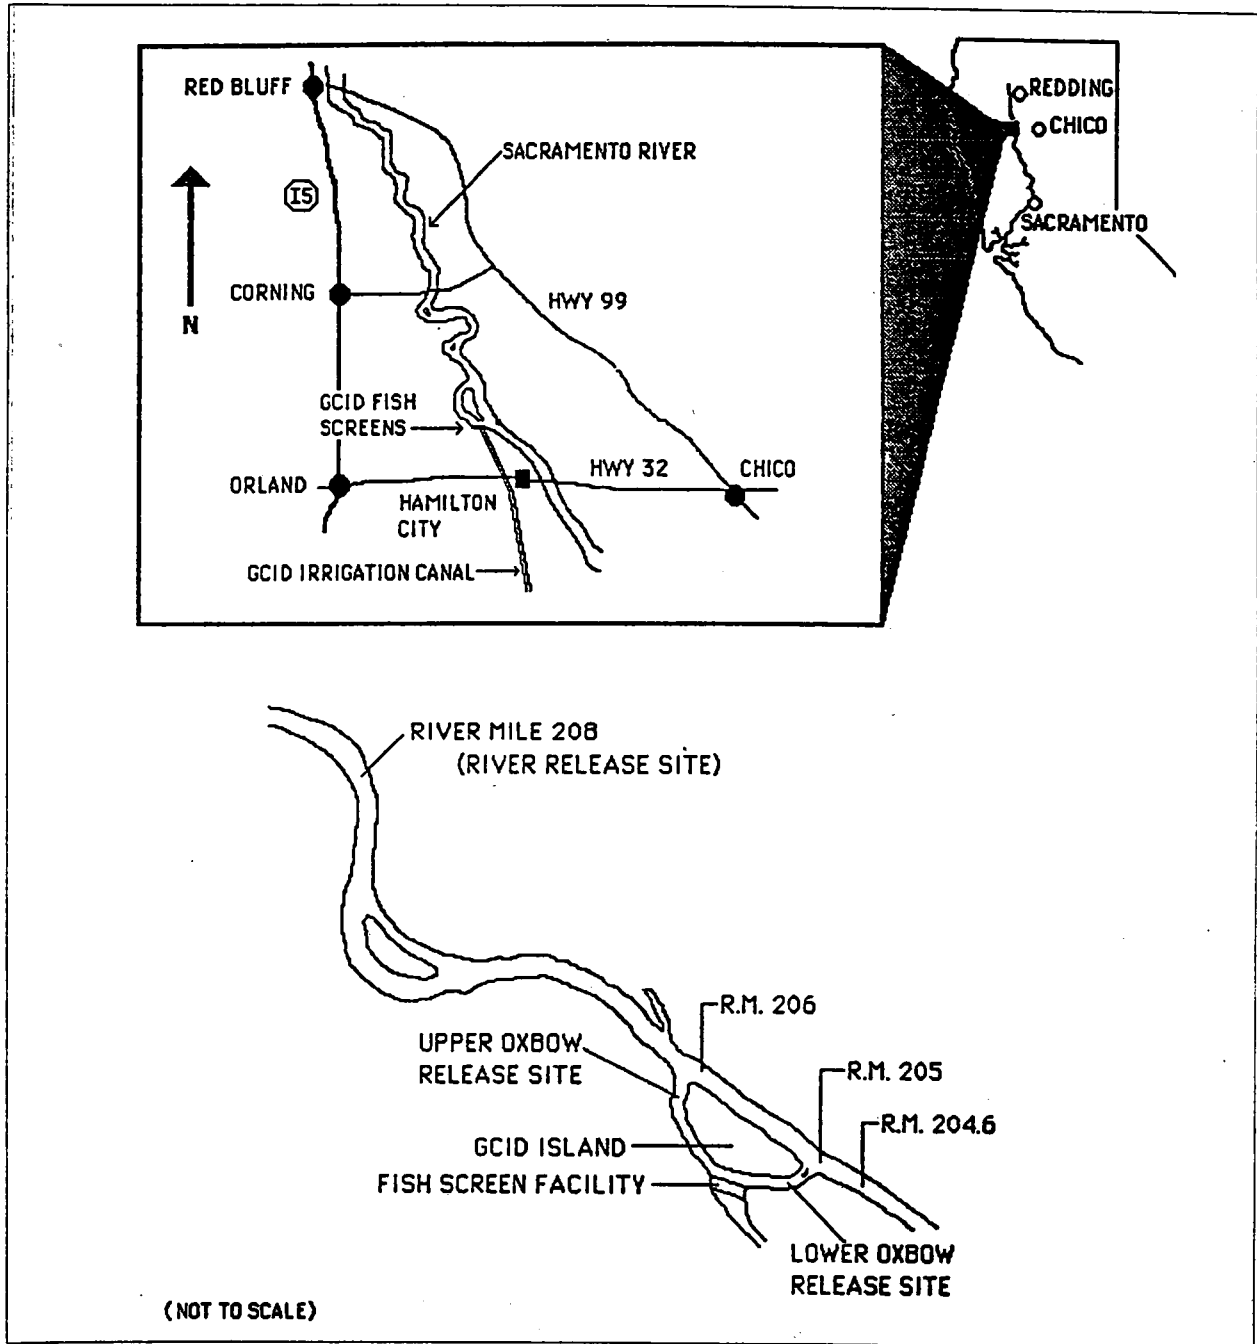 RED BLUFF
SACRAMENTO RIVER
I5
CORNING
N
HWY 99
GCID FISH
SCREENS
ORLAND
HWY 32
CHICO
HAMILTON
CITY
GCID IRRIGATION CANAL
REDDING
CHICO
SACRAMENTO
RIVER MILE 208
(RIVER RELEASE SITE)
R.M. 206
UPPER OXBOW
RELEASE SITE
R.M. 205
R.M. 204.6
GCID ISLAND
FISH SCREEN FACILITY
LOWER OXBOW
RELEASE SITE
(NOT TO SCALE)